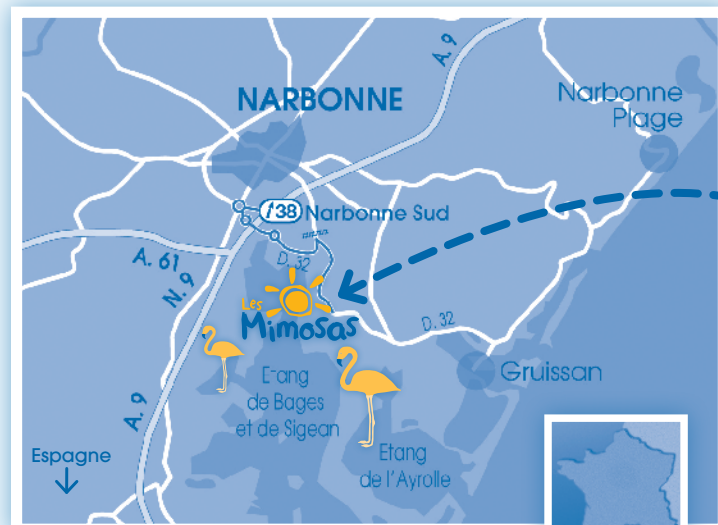 A. 9
NARBONNE
Narbonne
Plage
/38 Narbonne Sud
A. 61
N. 9
D. 32
Les
Mimosas
D. 32
Etang
de Bages
et de Sigean
Gruissan
A. 9
Espagne
Etang
de l'Ayrolle